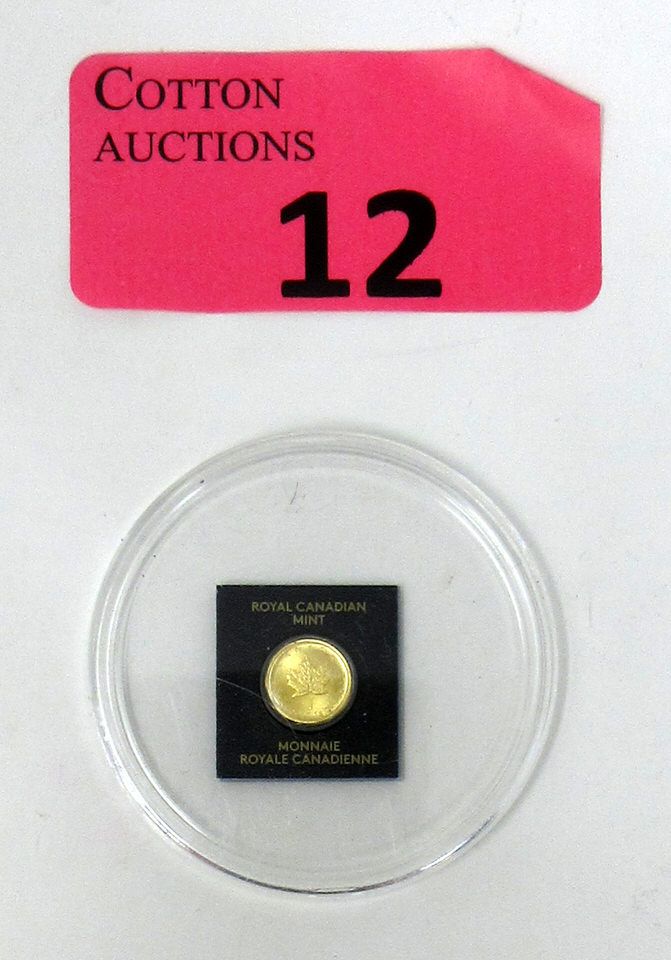 COTTON
AUCTIONS
12
ROYAL CANADIAN
MINT
MONNAIE
ROYALE CANADIENNE